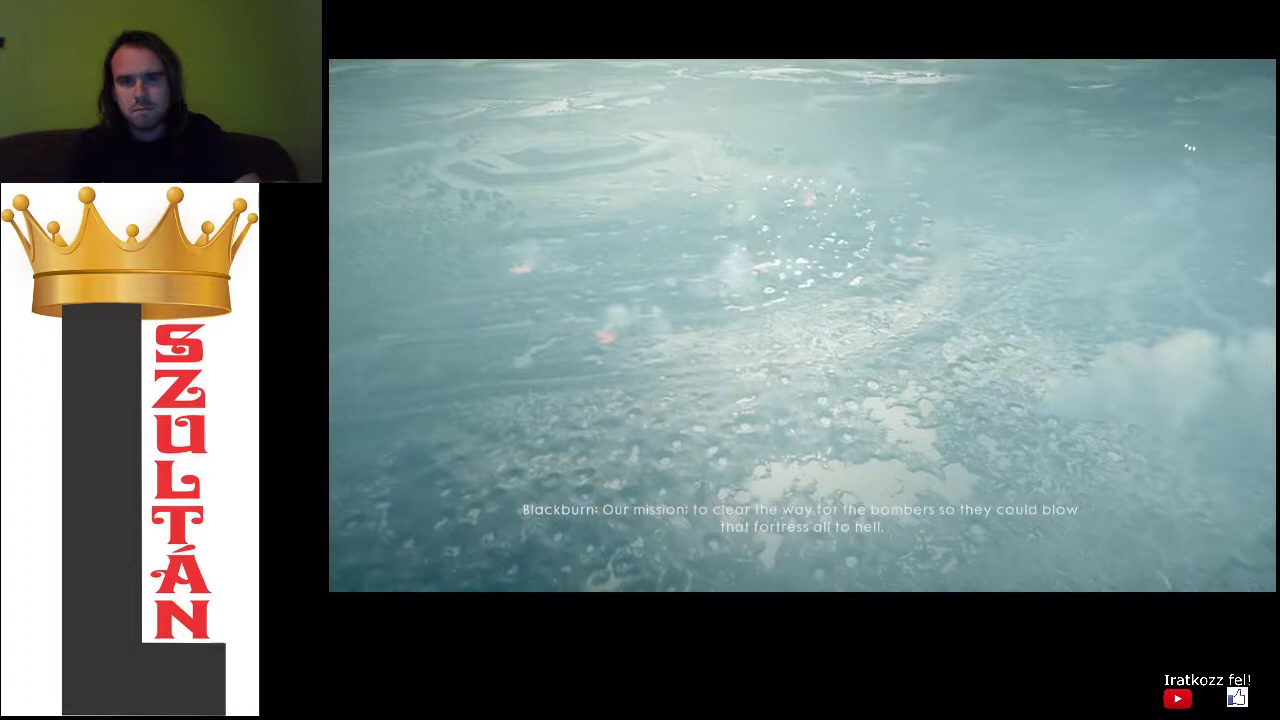 SZULTÁN
Blackburn: Our mission: to clear the way for the bombers so they could blow
that fortress all to hell.
Iratkozz fel!